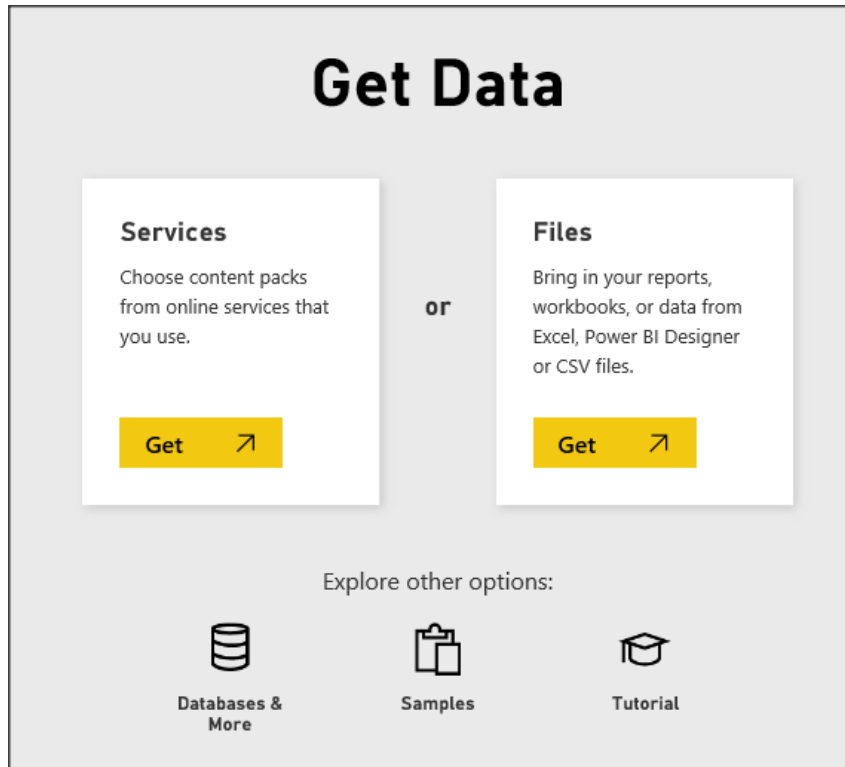 Get Data
Services
Choose content packs
from online services that
you use.
Get
or
Files
Bring in your reports,
workbooks, or data from
Excel, Power BI Designer
or CSV files.
Get
Explore other options:
Databases &
More
Samples
Tutorial